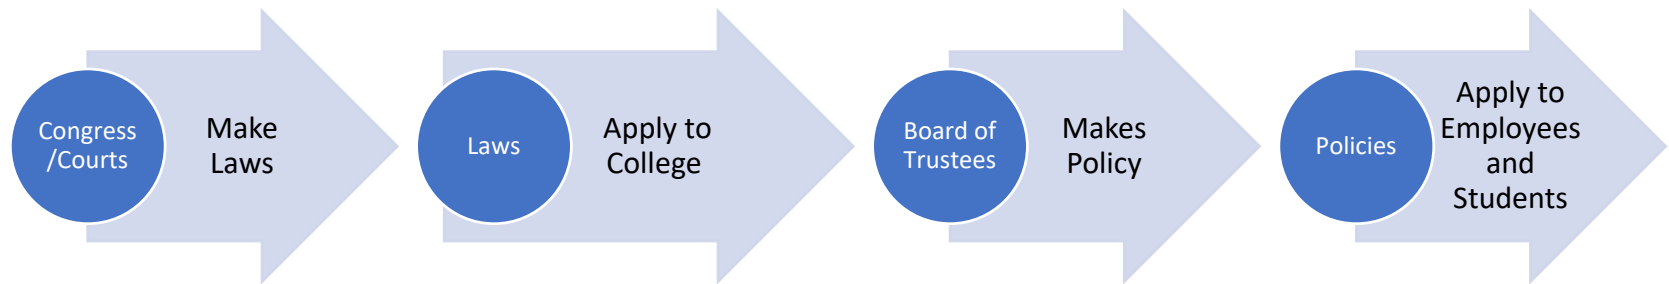 Congress
/Courts
Make
Laws
Laws
Apply to
College
Board of
Trustees
Makes
Policy
Policies
Apply to
Employees
and
Students